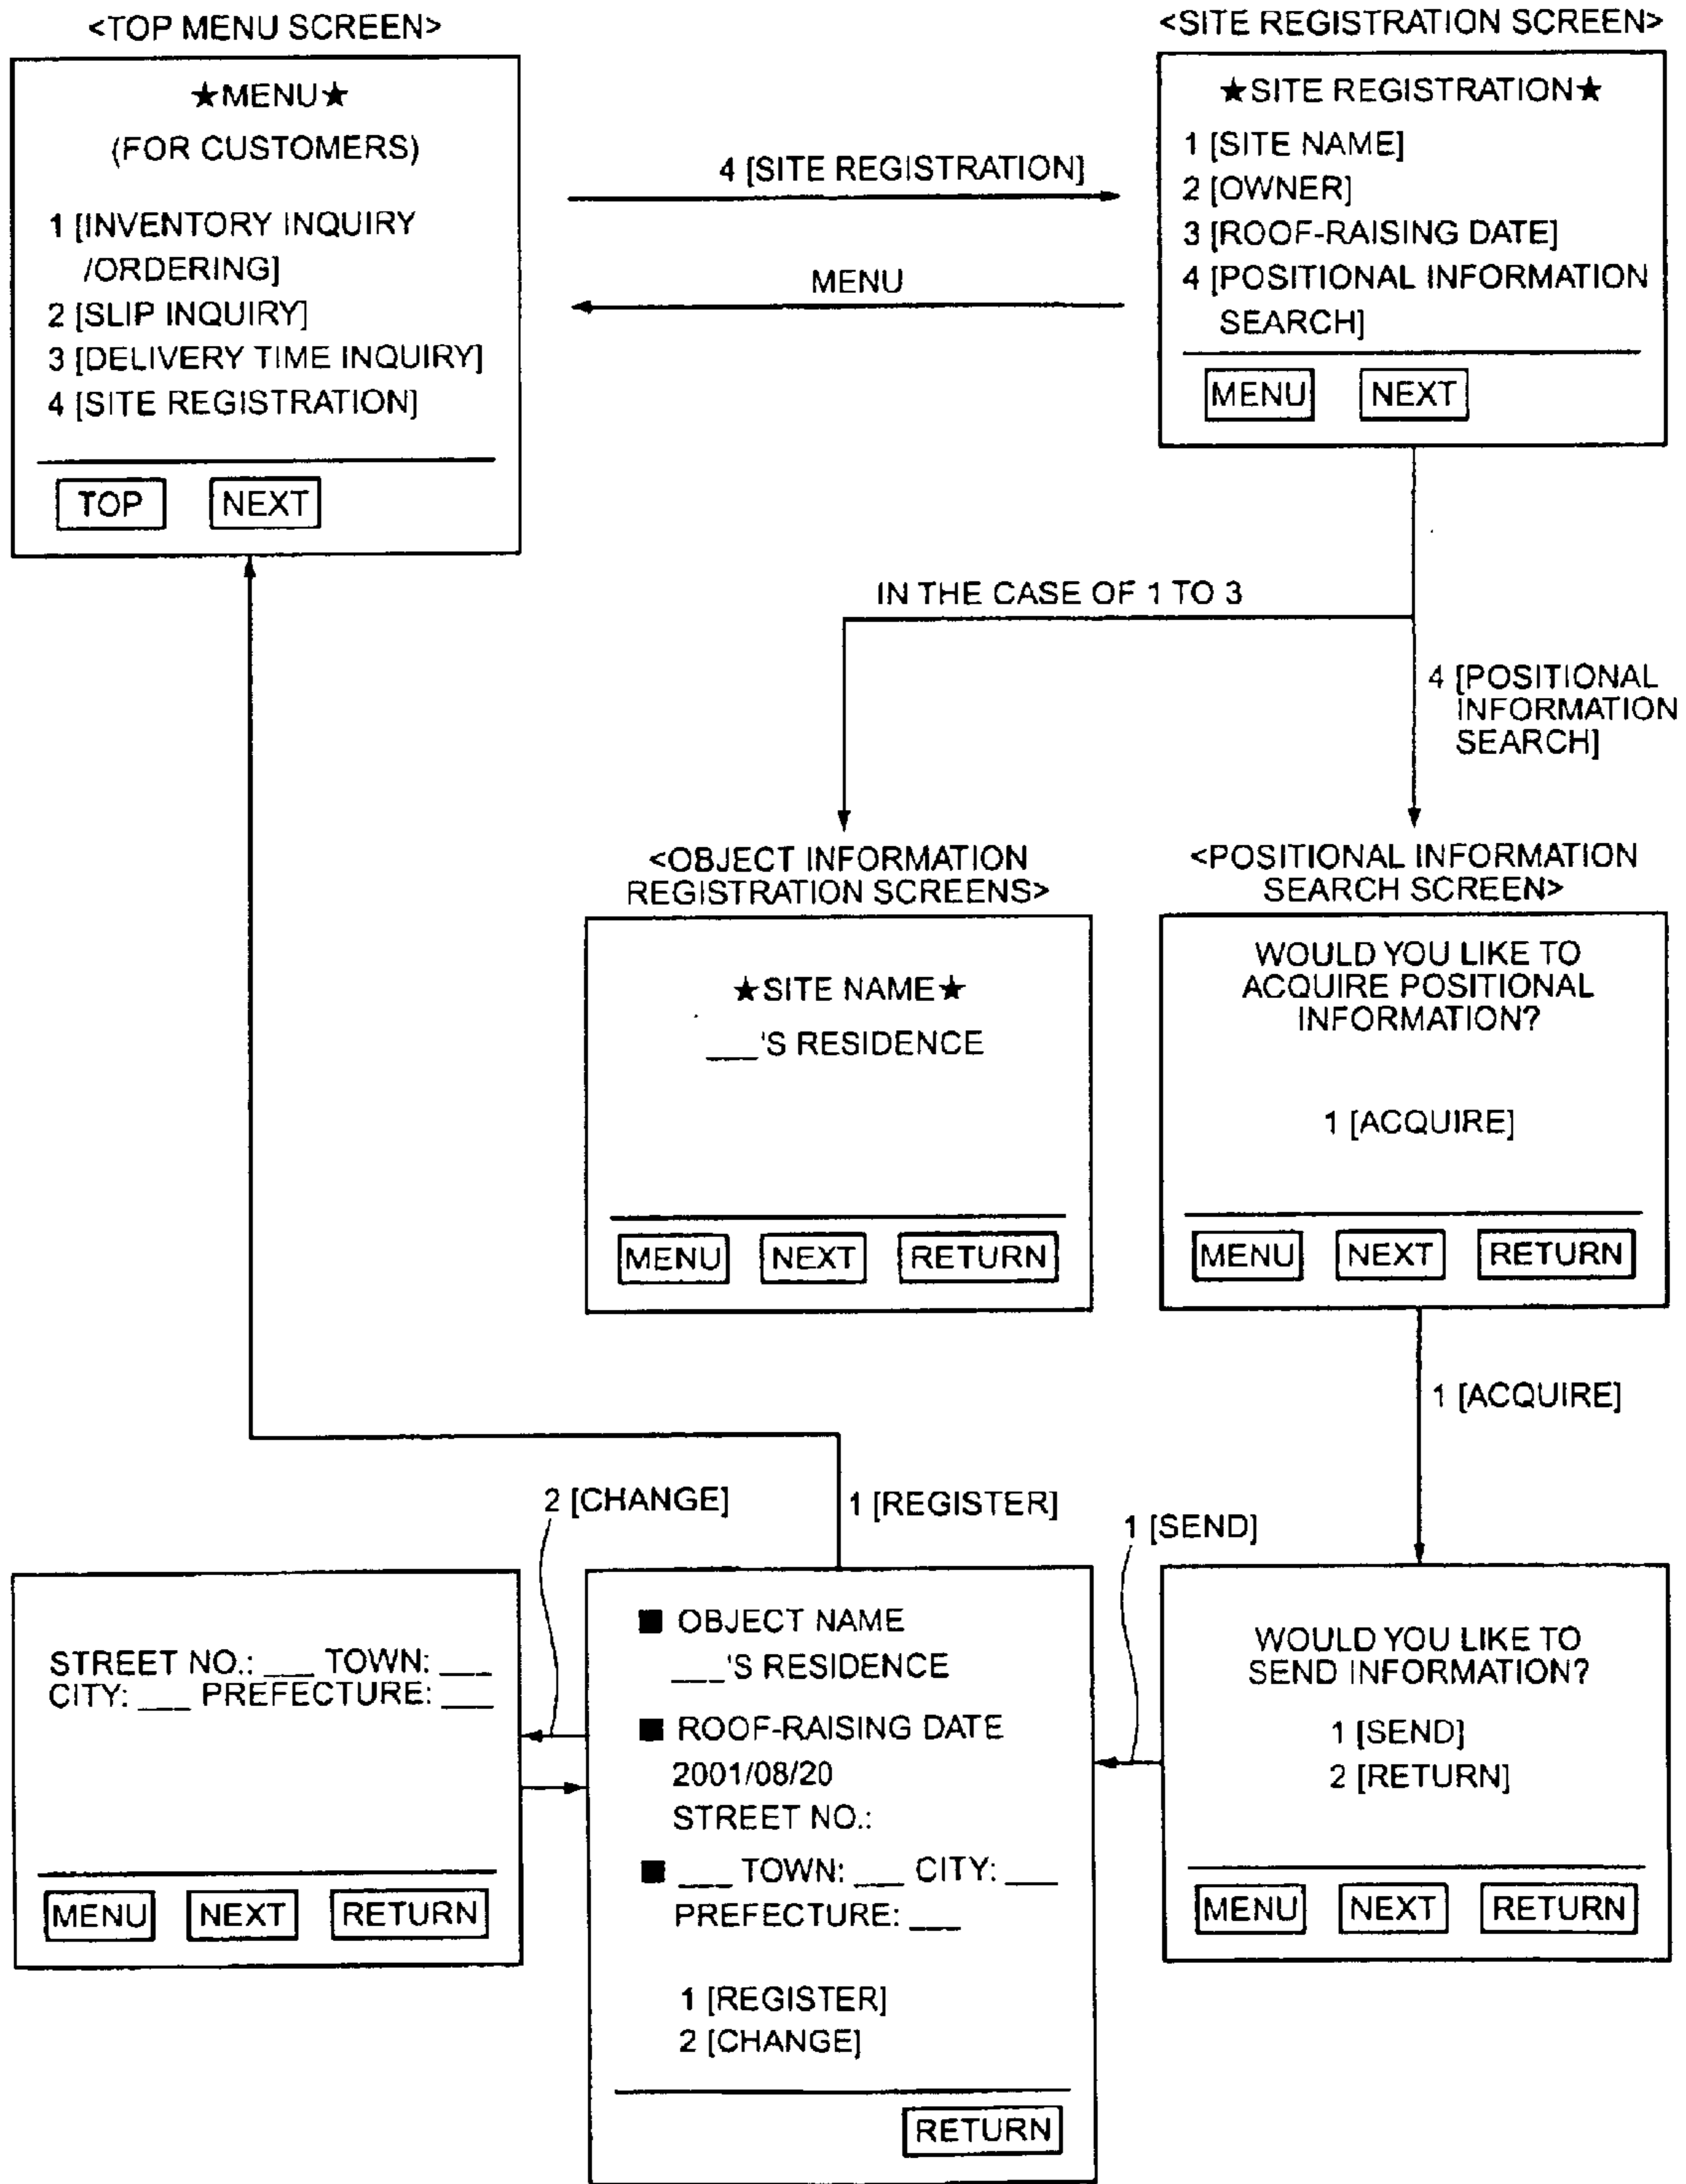 <TOP MENU SCREEN>
★MENU★
(FOR CUSTOMERS)
1 [INVENTORY INQUIRY
/ORDERING]
2 [SLIP INQUIRY]
3 [DELIVERY TIME INQUIRY]
4 [SITE REGISTRATION]
TOP NEXT
4 [SITE REGISTRATION]
MENU
<SITE REGISTRATION SCREEN>
★SITE REGISTRATION★
1 [SITE NAME]
2 [OWNER]
3 [ROOF-RAISING DATE]
4 [POSITIONAL INFORMATION
SEARCH]
MENU NEXT
IN THE CASE OF 1 TO 3
4 [POSITIONAL
INFORMATION
SEARCH]
<OBJECT INFORMATION
REGISTRATION SCREENS>
★SITE NAME★
___'S RESIDENCE
MENU NEXT RETURN
<POSITIONAL INFORMATION
SEARCH SCREEN>
WOULD YOU LIKE TO
ACQUIRE POSITIONAL
INFORMATION?
1 [ACQUIRE]
MENU NEXT RETURN
1 [ACQUIRE]
2 [CHANGE]
1 [REGISTER]
1 [SEND]
STREET NO.: ___ TOWN: ___
CITY: ___ PREFECTURE: ___
MENU NEXT RETURN
■ OBJECT NAME
___'S RESIDENCE
■ ROOF-RAISING DATE
2001/08/20
STREET NO.:
■ ___ TOWN: ___ CITY: ___
PREFECTURE: ___
1 [REGISTER]
2 [CHANGE]
RETURN
WOULD YOU LIKE TO
SEND INFORMATION?
1 [SEND]
2 [RETURN]
MENU NEXT RETURN